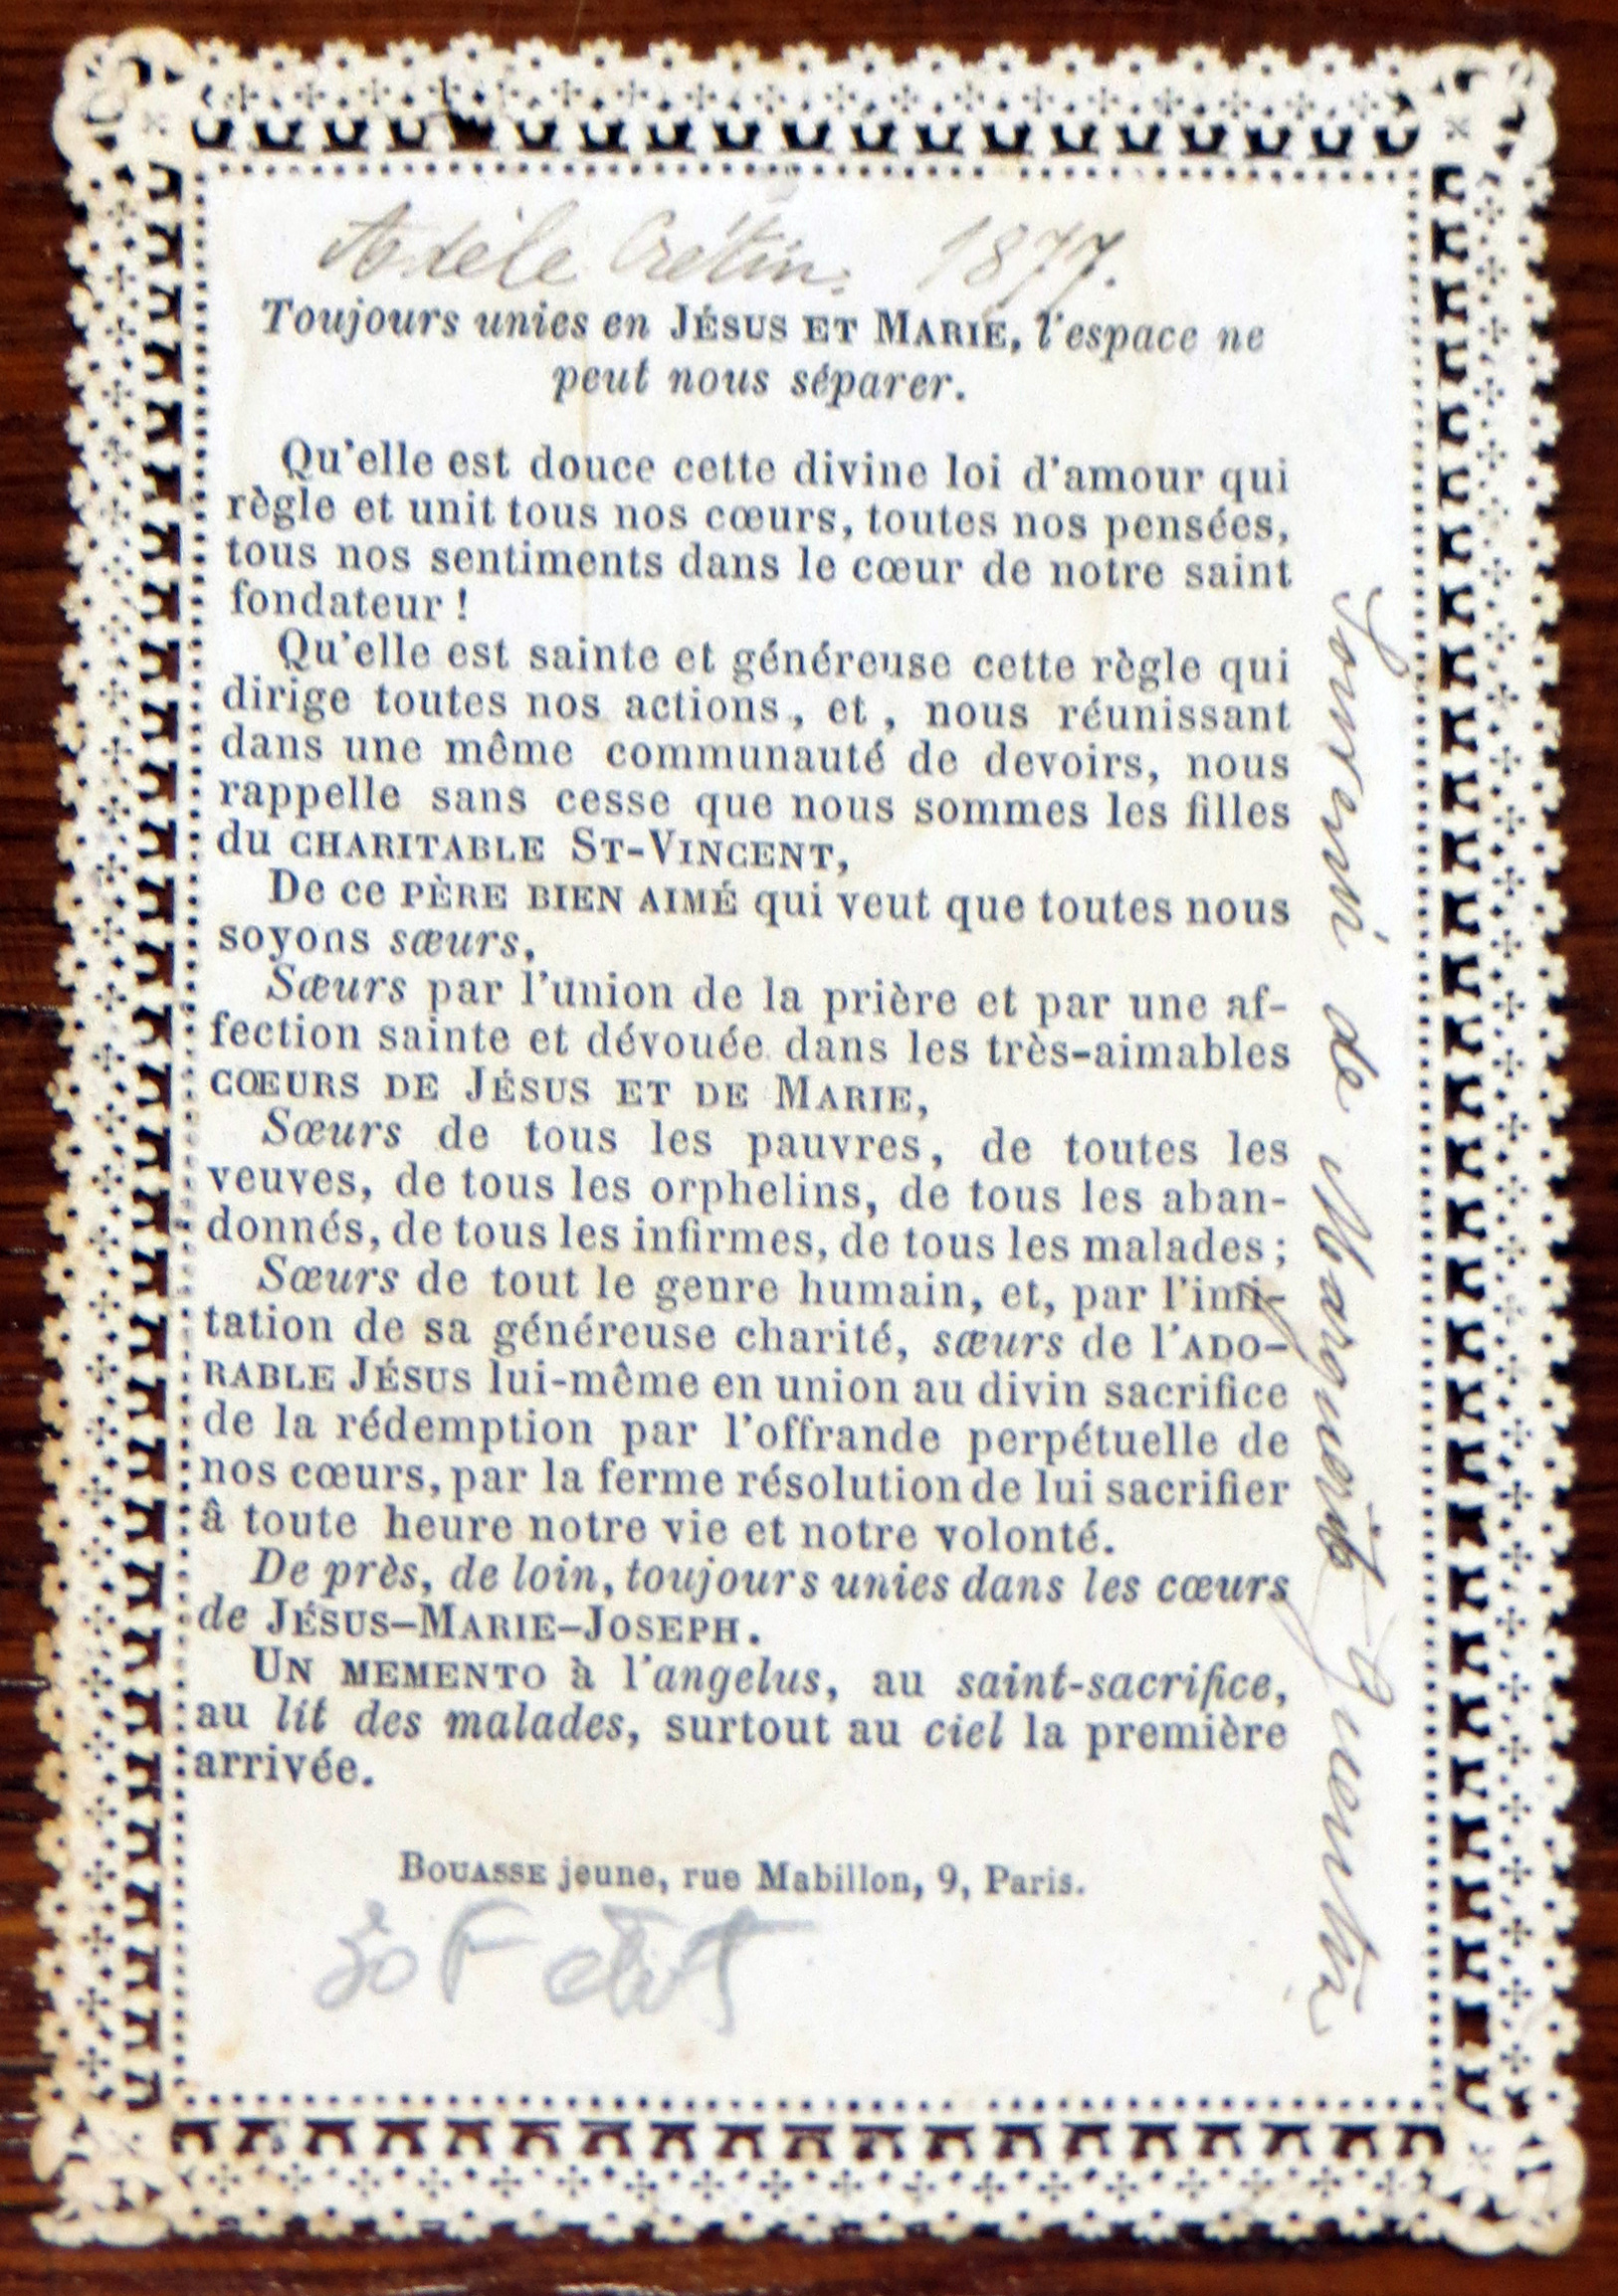 Adèle Crétin. 1877.
Toujours unies en JÉSUS ET MARIE, l'espace ne
peut nous séparer.
Qu'elle est douce cette divine loi d'amour qui
règle et unit tous nos cœurs, toutes nos pensées,
tous nos sentiments dans le cœur de notre saint
fondateur !
Qu'elle est sainte et généreuse cette règle qui
dirige toutes nos actions, et, nous réunissant
dans une même communauté de devoirs, nous
rappelle sans cesse que nous sommes les filles
du CHARITABLE ST-VINCENT,
De ce PÈRE BIEN AIMÉ qui veut que toutes nous
soyons sœurs,
Sœurs par l'union de la prière et par une af-
fection sainte et dévouée dans les très-aimables
CŒURS DE JÉSUS ET DE MARIE,
Sœurs de tous les pauvres, de toutes les
veuves, de tous les orphelins, de tous les aban-
donnés, de tous les infirmes, de tous les malades ;
Sœurs de tout le genre humain, et, par l'imi-
tation de sa généreuse charité, sœurs de l'ADO-
RABLE JÉSUS lui-même en union au divin sacrifice
de la rédemption par l'offrande perpétuelle de
nos cœurs, par la ferme résolution de lui sacrifier
à toute heure notre vie et notre volonté.
De près, de loin, toujours unies dans les cœurs
de JÉSUS-MARIE-JOSEPH.
UN MEMENTO à l'angelus, au saint-sacrifice,
au lit des malades, surtout au ciel la première
arrivée.
BOUASSE jeune, rue Mabillon, 9, Paris.
Souvenir de Marguerite